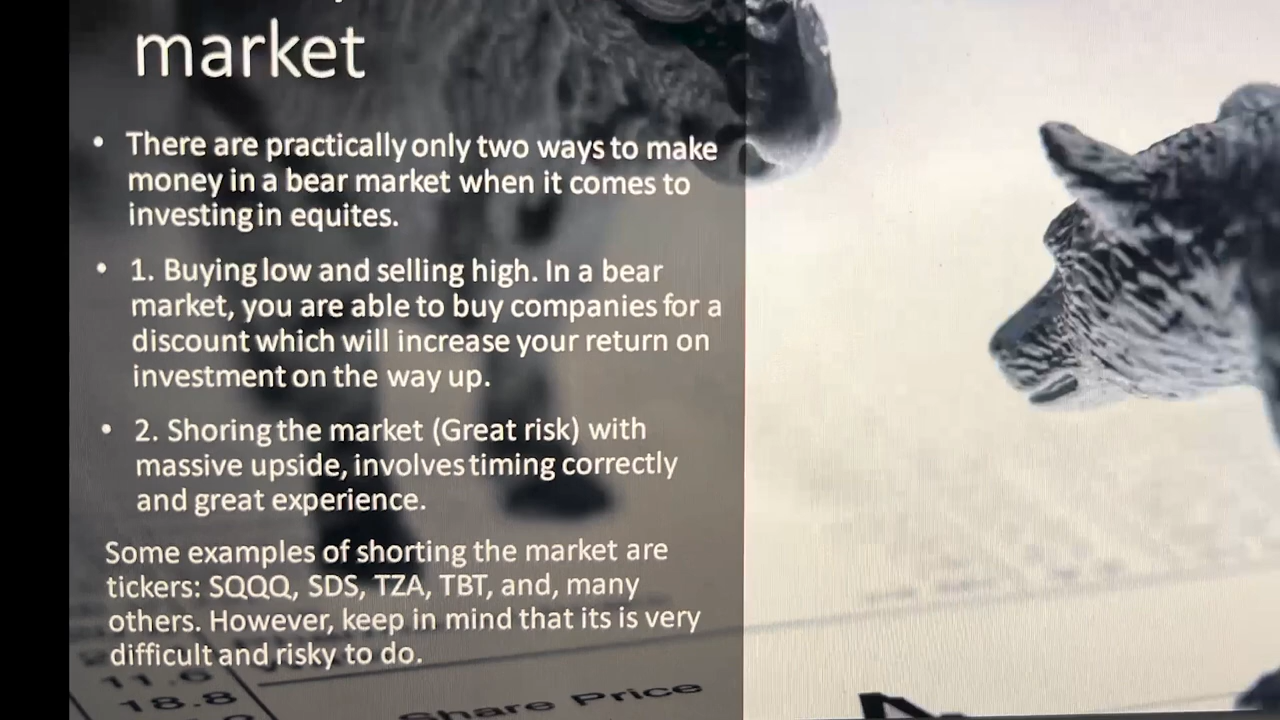 market
• There are practically only two ways to make
money in a bear market when it comes to
investing in equites.
• 1. Buying low and selling high. In a bear
market, you are able to buy companies for a
discount which will increase your return on
investment on the way up.
• 2. Shoring the market (Great risk) with
massive upside, involves timing correctly
and great experience.
Some examples of shorting the market are
tickers: SQQQ, SDS, TZA, TBT, and, many
others. However, keep in mind that its is very
difficult and risky to do.
11.6
18.8
Share Price